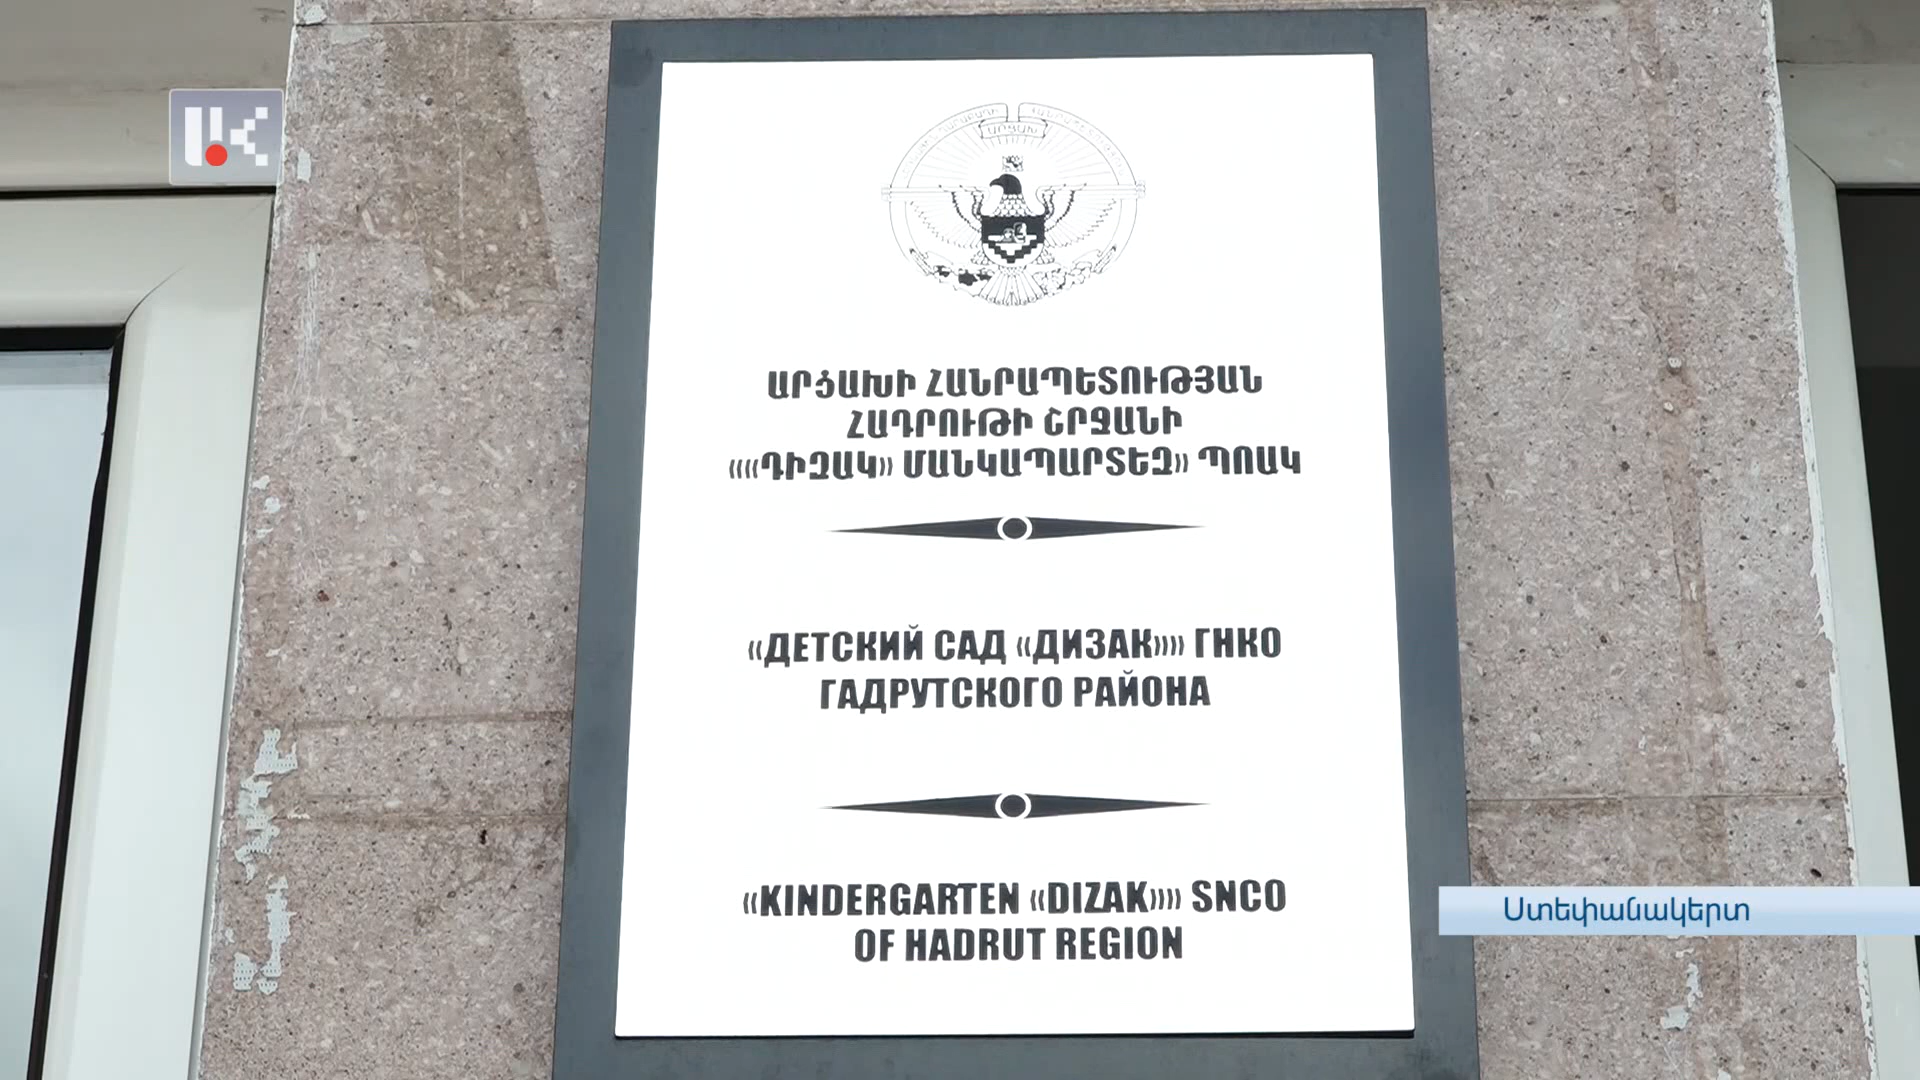 ԱՐՑԱԽ
ԱՐՑԱԽԻ ՀԱՆՐԱՊԵՏՈՒԹՅԱՆ
ՀԱԴՐՈՒԹԻ ՇՐՋԱՆԻ
««ԴԻԶԱԿ» ՄԱՆԿԱՊԱՐՏԵԶ» ՊՈԱԿ
«ДЕТСКИЙ САД «ДИЗАК»» ГНКО
ГАДРУТСКОГО РАЙОНА
«KINDERGARTEN «DIZAK»» SNCO
OF HADRUT REGION
Ստեփանակերտ